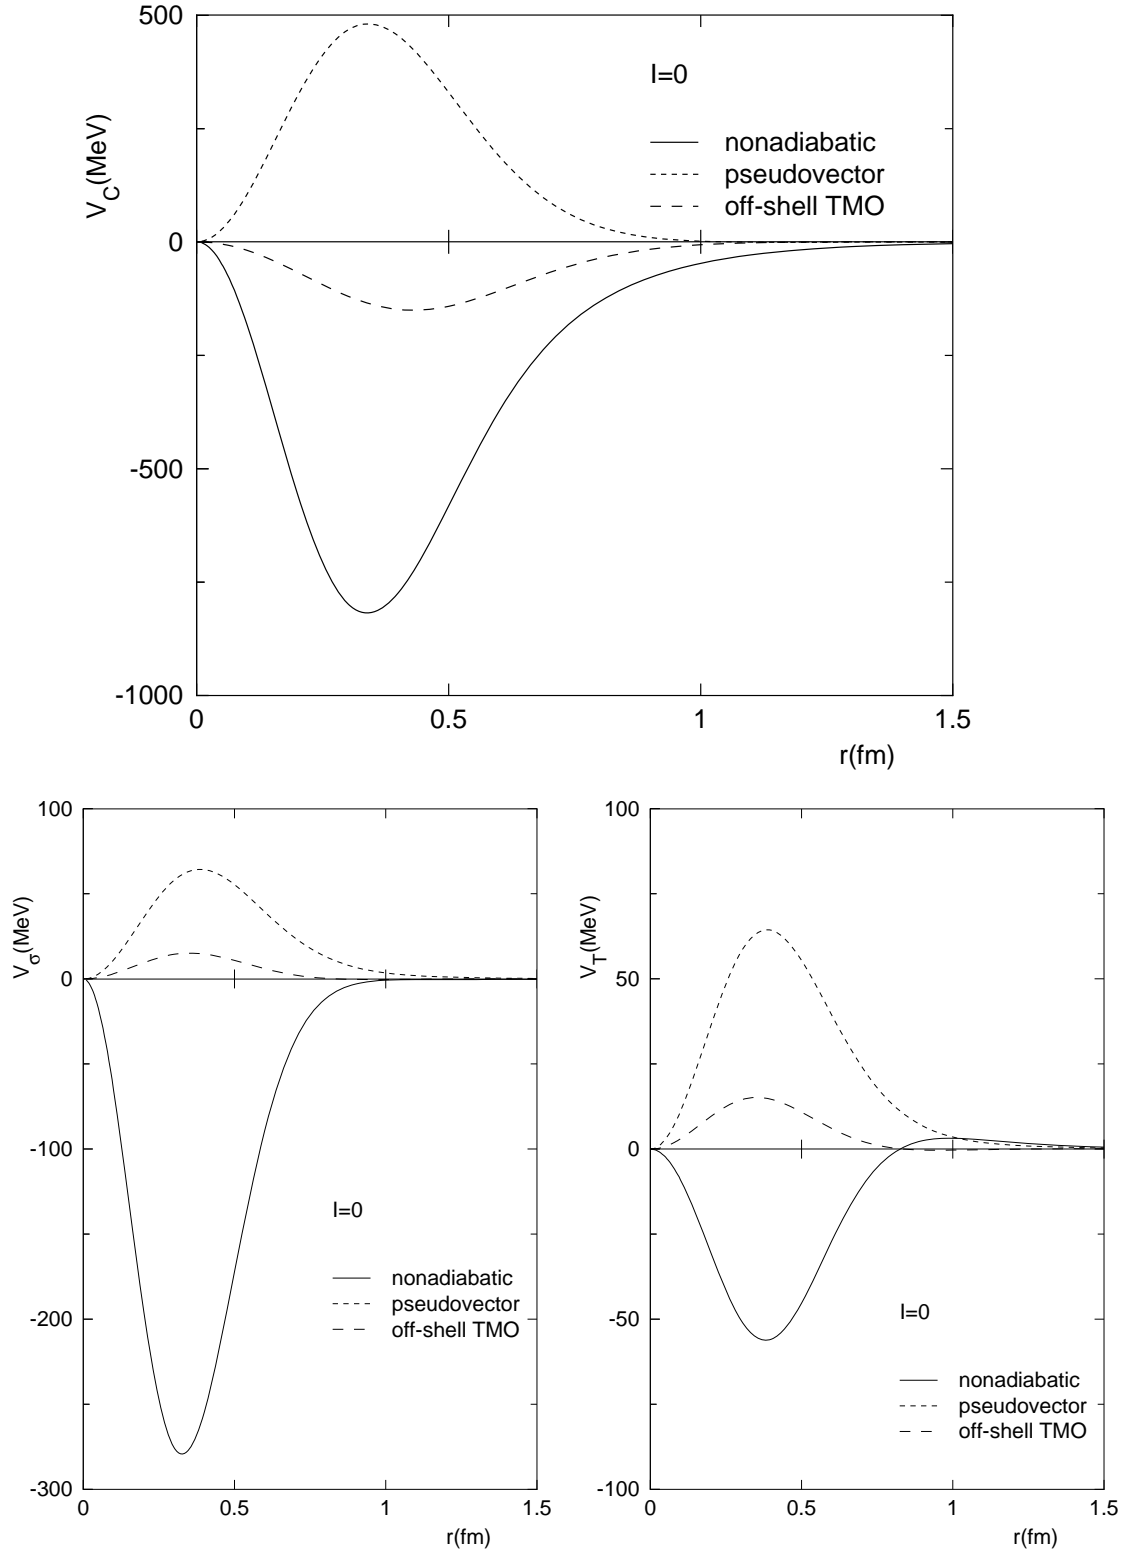 500
I=0
nonadiabatic
pseudovector
off-shell TMO
V_C(MeV)
0
-500
-1000
0 0.5 1 1.5
r(fm)
100
V_σ(MeV)
0
-100
I=0
nonadiabatic
pseudovector
off-shell TMO
-200
-300
0 0.5 1 1.5
r(fm)
100
V_T(MeV)
50
0
-50
I=0
nonadiabatic
pseudovector
off-shell TMO
-100
0 0.5 1 1.5
r(fm)